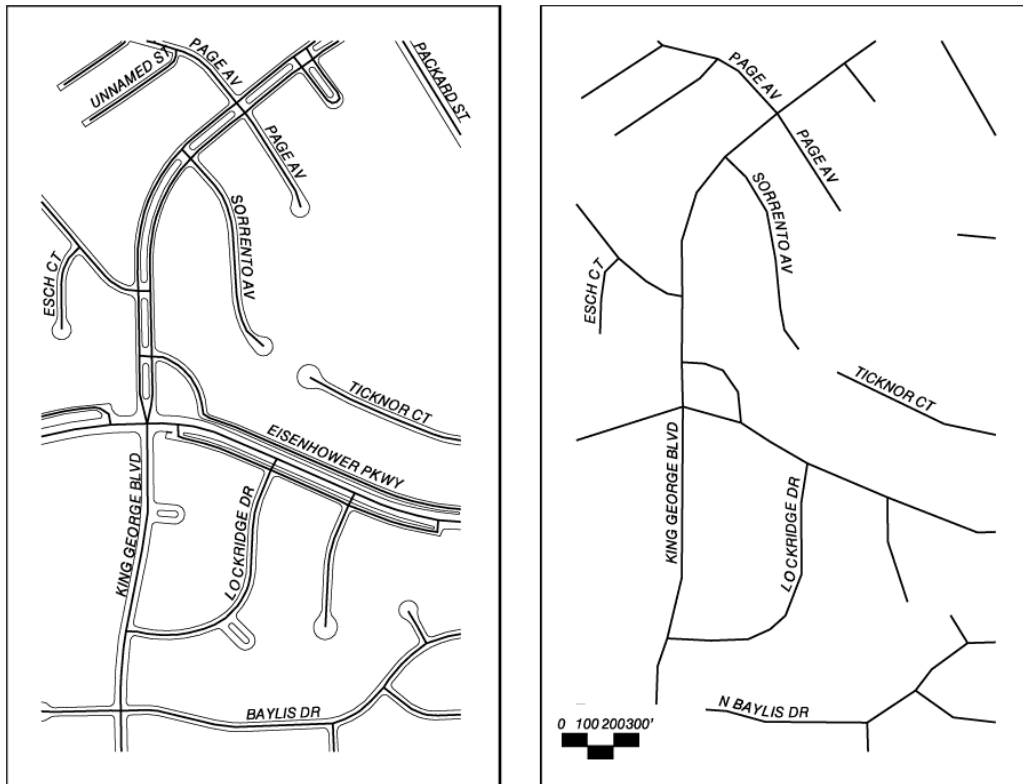 UNNAMED ST
PAGE AV
PACKARD ST
PAGE AV
SORRENTO AV
ESCH CT
TICKNOR CT
EISENHOWER PKWY
KING GEORGE BLVD
LOCKRIDGE DR
BAYLIS DR
PAGE AV
PAGE AV
SORRENTO AV
ESCH CT
TICKNOR CT
KING GEORGE BLVD
LOCKRIDGE DR
N BAYLIS DR
0 100 200300'